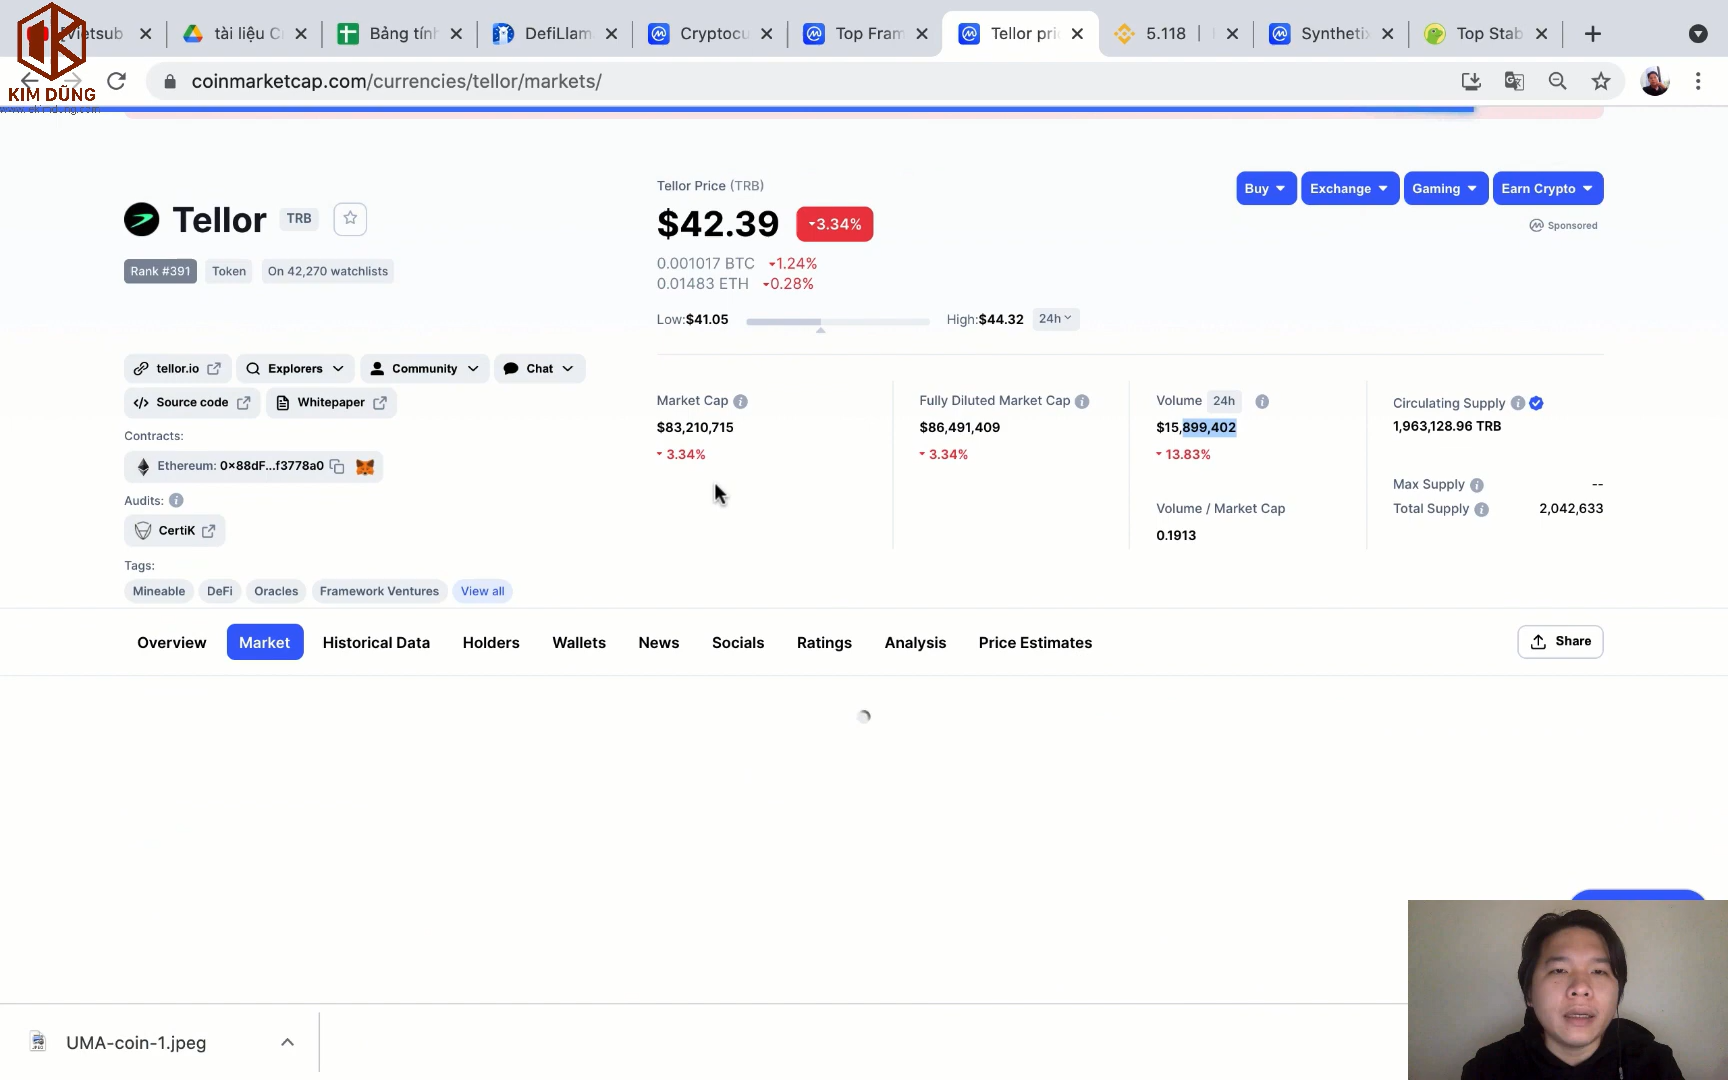 Vietsub
tài liệu C
Bảng tính
DefiLlam
Cryptocu
Top Fram
Tellor pri
5.118 |
Synthetix
Top Stab
KIM DŨNG
coinmarketcap.com/currencies/tellor/markets/
Tellor TRB
Rank #391 Token On 42,270 watchlists
Tellor Price (TRB)
$42.39 3.34%
0.001017 BTC 1.24%
0.01483 ETH 0.28%
Low:$41.05 High:$44.32 24h
Buy Exchange Gaming Earn Crypto
Sponsored
tellor.io Explorers Community Chat
Source code Whitepaper
Contracts:
Ethereum: 0×88dF...f3778a0
Audits:
CertiK
Tags:
Mineable DeFi Oracles Framework Ventures View all
Market Cap
$83,210,715
3.34%
Fully Diluted Market Cap
$86,491,409
3.34%
Volume 24h
$15,899,402
13.83%
Volume / Market Cap
0.1913
Circulating Supply
1,963,128.96 TRB
Max Supply --
Total Supply 2,042,633
Overview Market Historical Data Holders Wallets News Socials Ratings Analysis Price Estimates Share
UMA-coin-1.jpeg